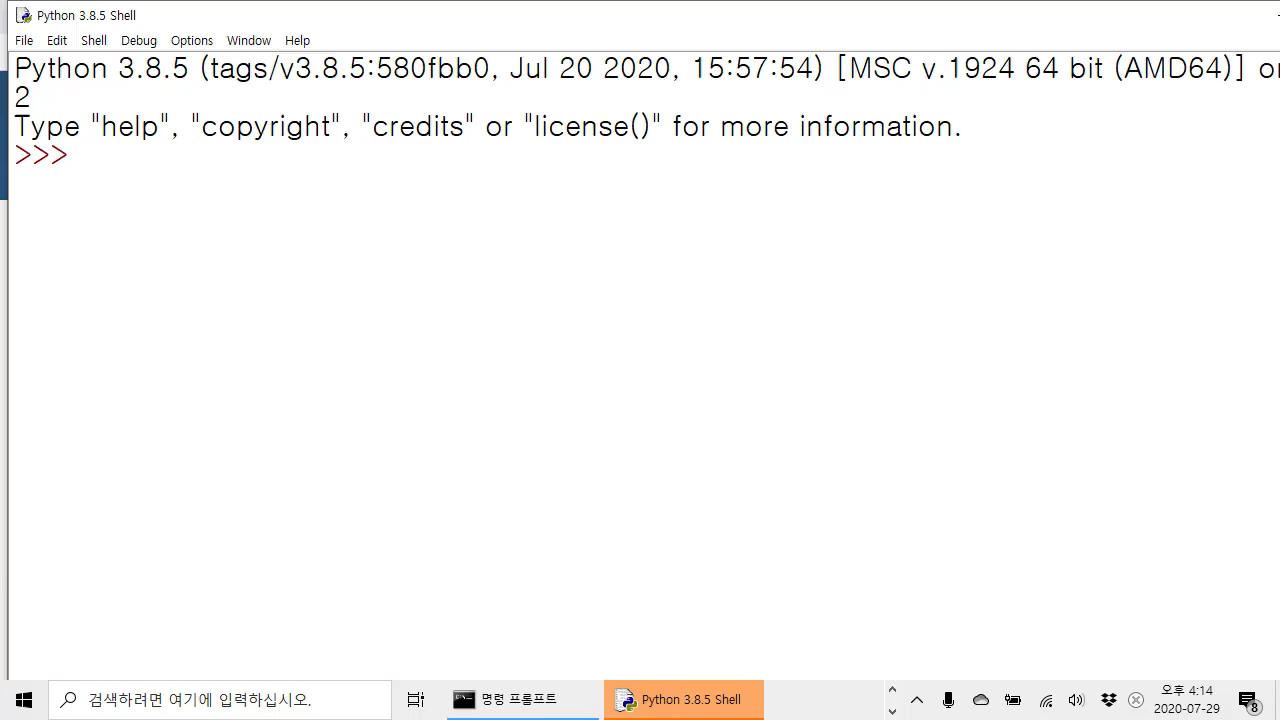 Python 3.8.5 Shell
File Edit Shell Debug Options Window Help
Python 3.8.5 (tags/v3.8.5:580fbb0, Jul 20 2020, 15:57:54) [MSC v.1924 64 bit (AMD64)]
2
Type "help", "copyright", "credits" or "license()" for more information.
>>>
검색하려면 여기에 입력하십시오. 명령 프롬프트 Python 3.8.5 Shell
오후 4:14
2020-07-29
8